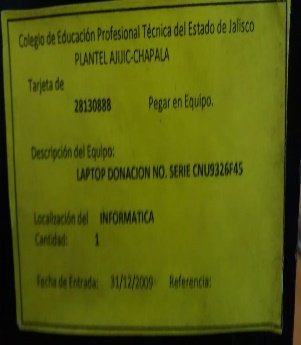 Colegio de Educación Profesional Técnica del Estado de Jalisco
PLANTEL AJIJIC-CHAPALA
Tarjeta de
28130888 Pegar en Equipo.
Descripción del Equipo:
LAPTOP DONACION NO. SERIE CNU9326F45
Localización del INFORMATICA
Cantidad: 1
Fecha de Entrada: 31/12/2009 Referencia: